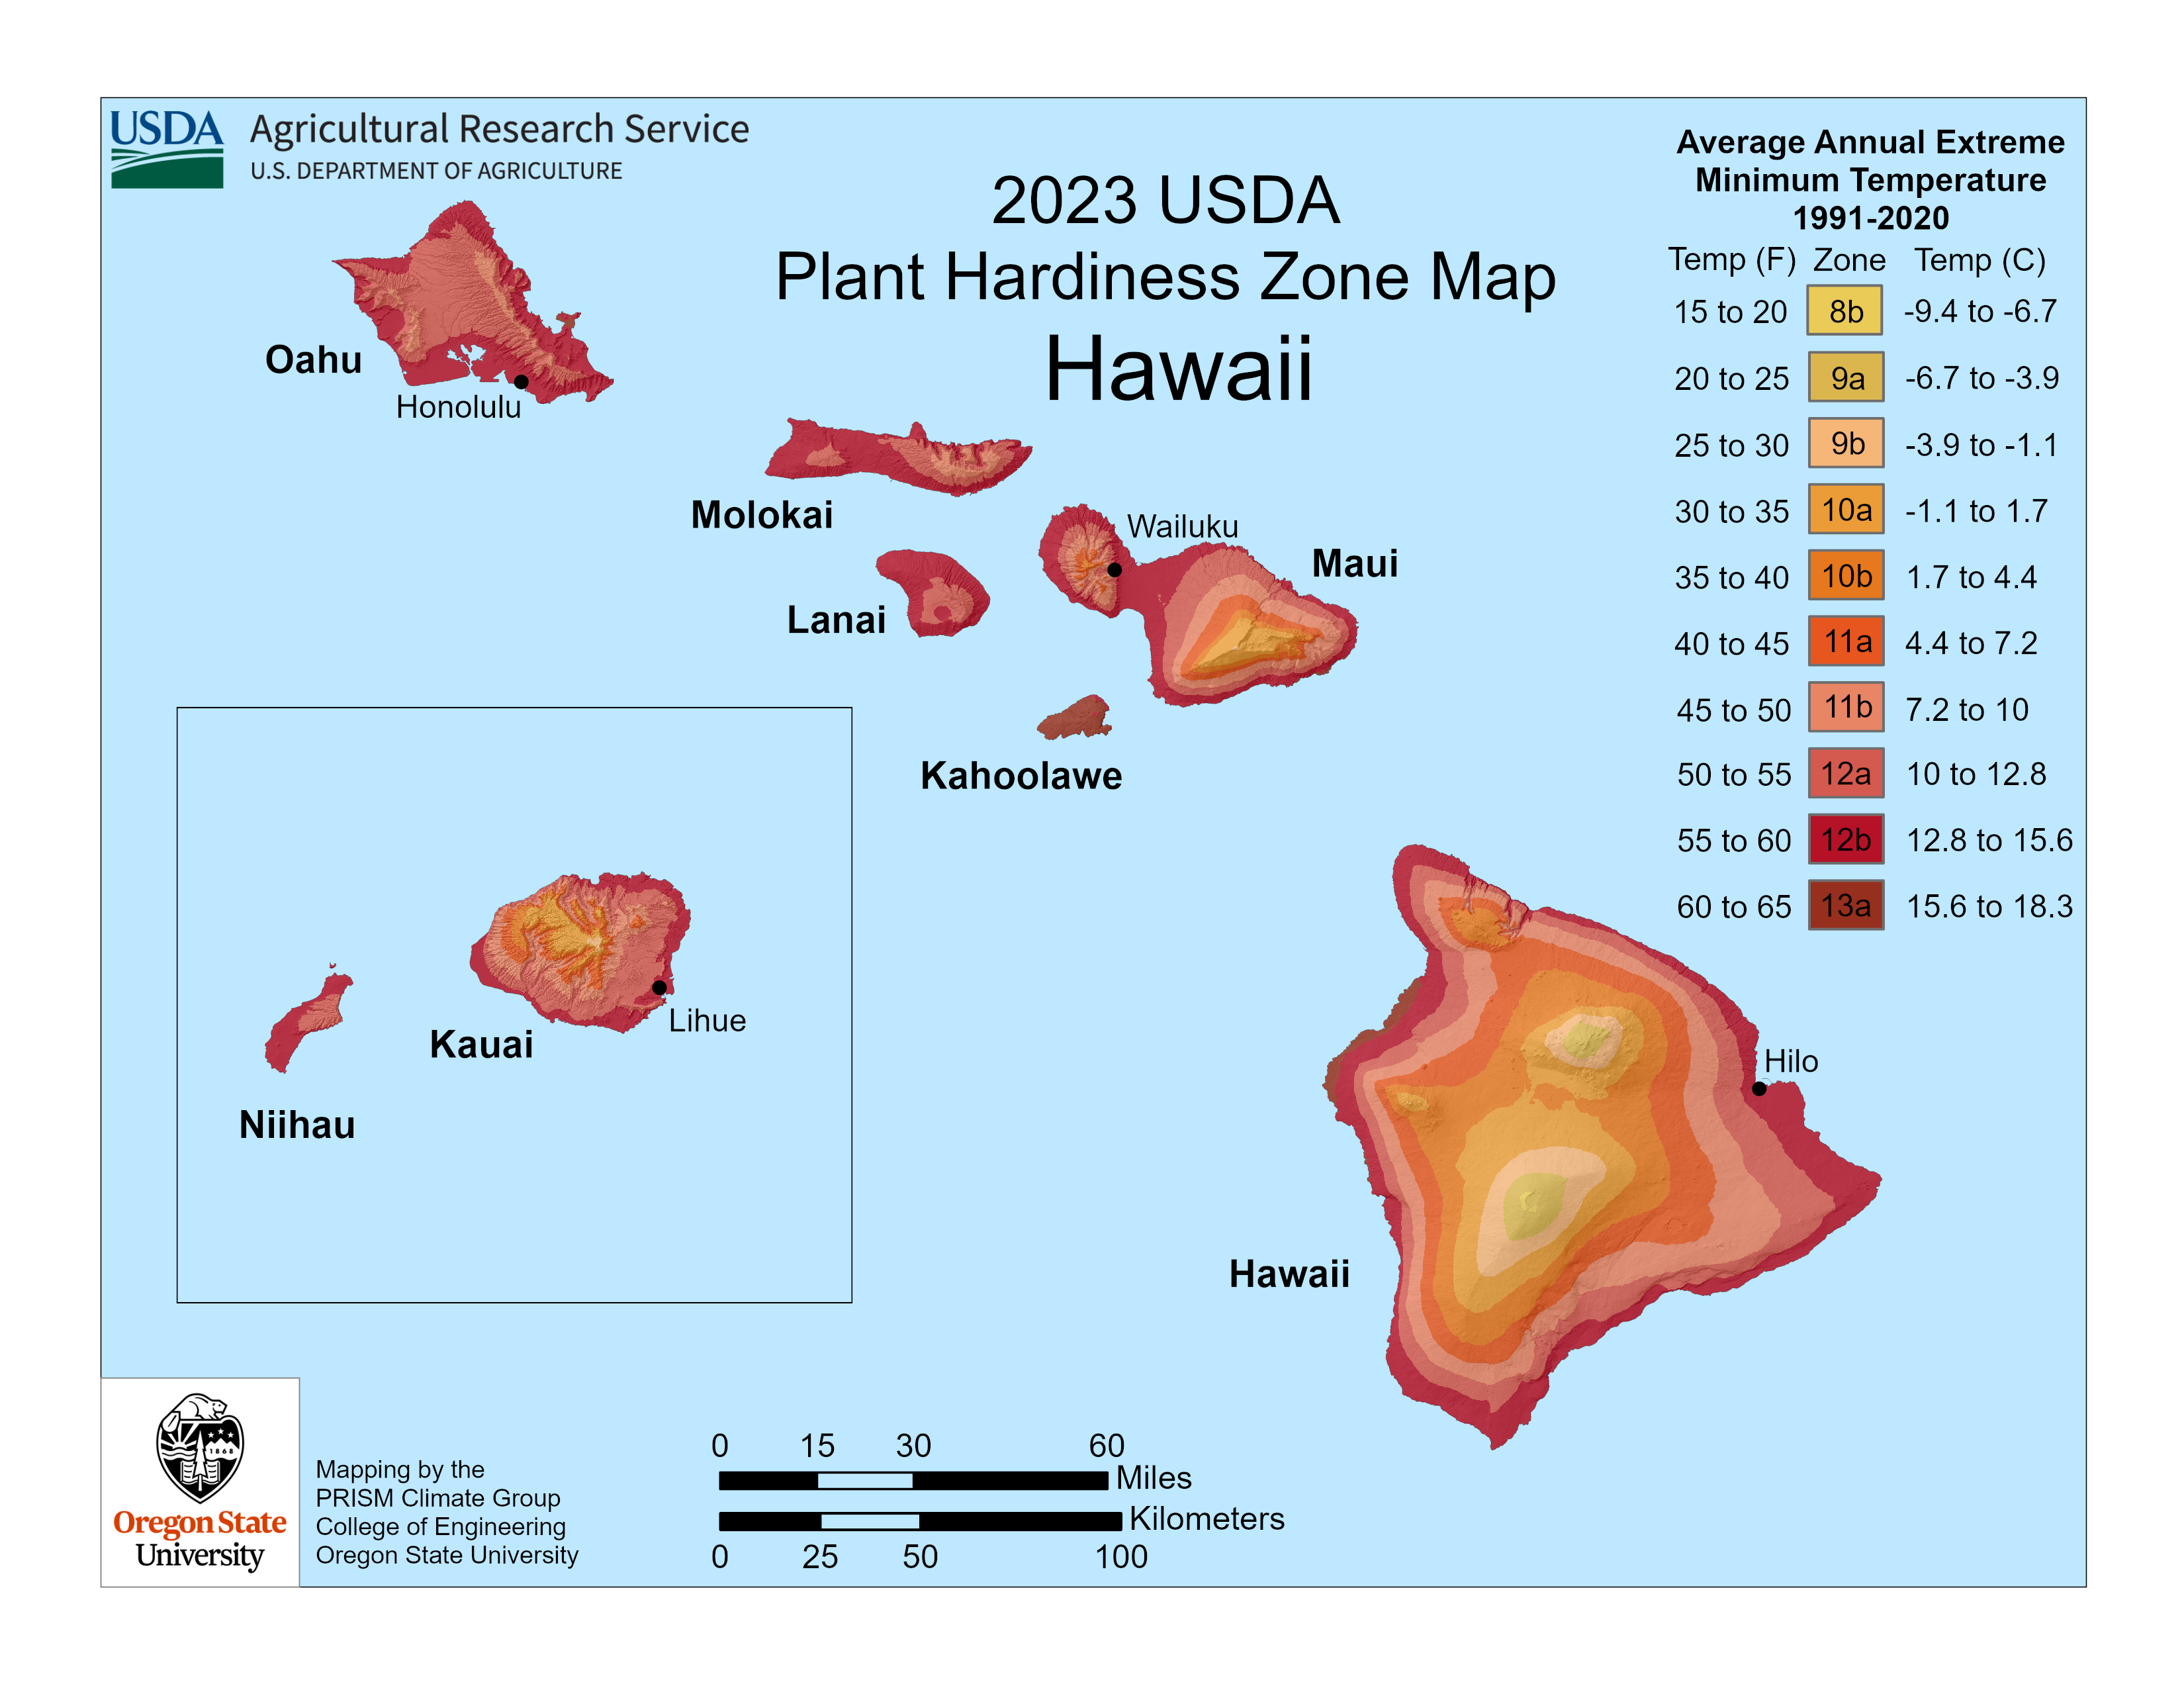 USDA Agricultural Research Service
U.S. DEPARTMENT OF AGRICULTURE
2023 USDA
Plant Hardiness Zone Map
Hawaii
Average Annual Extreme
Minimum Temperature
1991-2020
Temp (F) Zone Temp (C)
15 to 20 8b -9.4 to -6.7
20 to 25 9a -6.7 to -3.9
25 to 30 9b -3.9 to -1.1
30 to 35 10a -1.1 to 1.7
35 to 40 10b 1.7 to 4.4
40 to 45 11a 4.4 to 7.2
45 to 50 11b 7.2 to 10
50 to 55 12a 10 to 12.8
55 to 60 12b 12.8 to 15.6
60 to 65 13a 15.6 to 18.3
Oahu
Honolulu
Molokai
Wailuku
Maui
Lanai
Kahoolawe
Kauai
Lihue
Niihau
Hilo
Hawaii
1868
Oregon State
University
Mapping by the
PRISM Climate Group
College of Engineering
Oregon State University
0 15 30 60
Miles
Kilometers
0 25 50 100